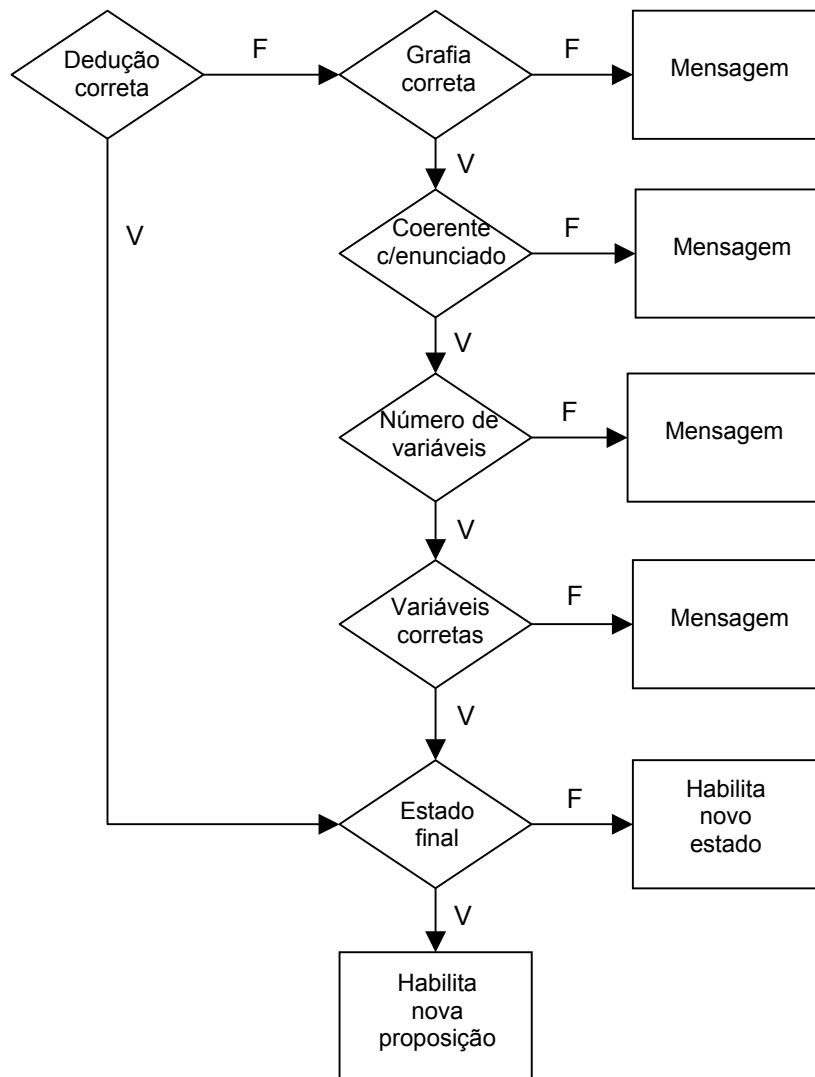 Dedução
correta
F
Grafia
correta
F
Mensagem
V
V
Coerente
c/enunciado
F
Mensagem
V
Número de
variáveis
F
Mensagem
V
Variáveis
corretas
F
Mensagem
V
Estado
final
F
Habilita
novo
estado
V
Habilita
nova
proposição